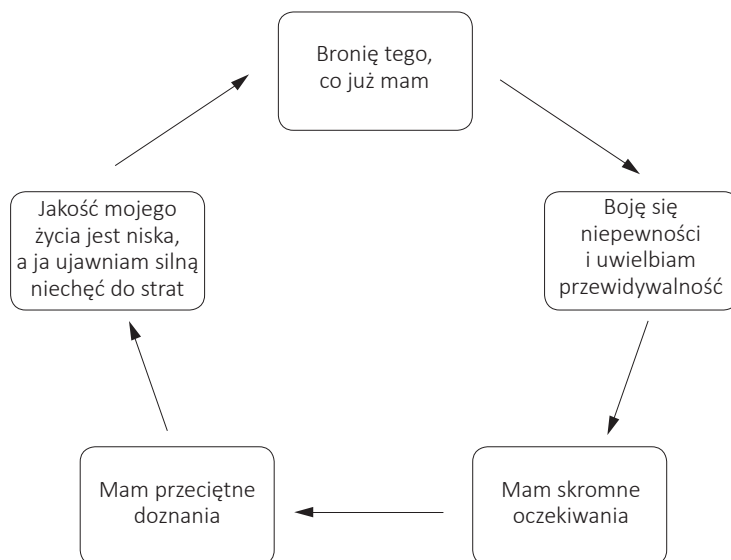 Bronię tego,
co już mam
Boję się
niepewności
i uwielbiam
przewidywalność
Mam skromne
oczekiwania
Mam przeciętne
doznania
Jakość mojego
życia jest niska,
a ja ujawniam silną
niechęć do strat